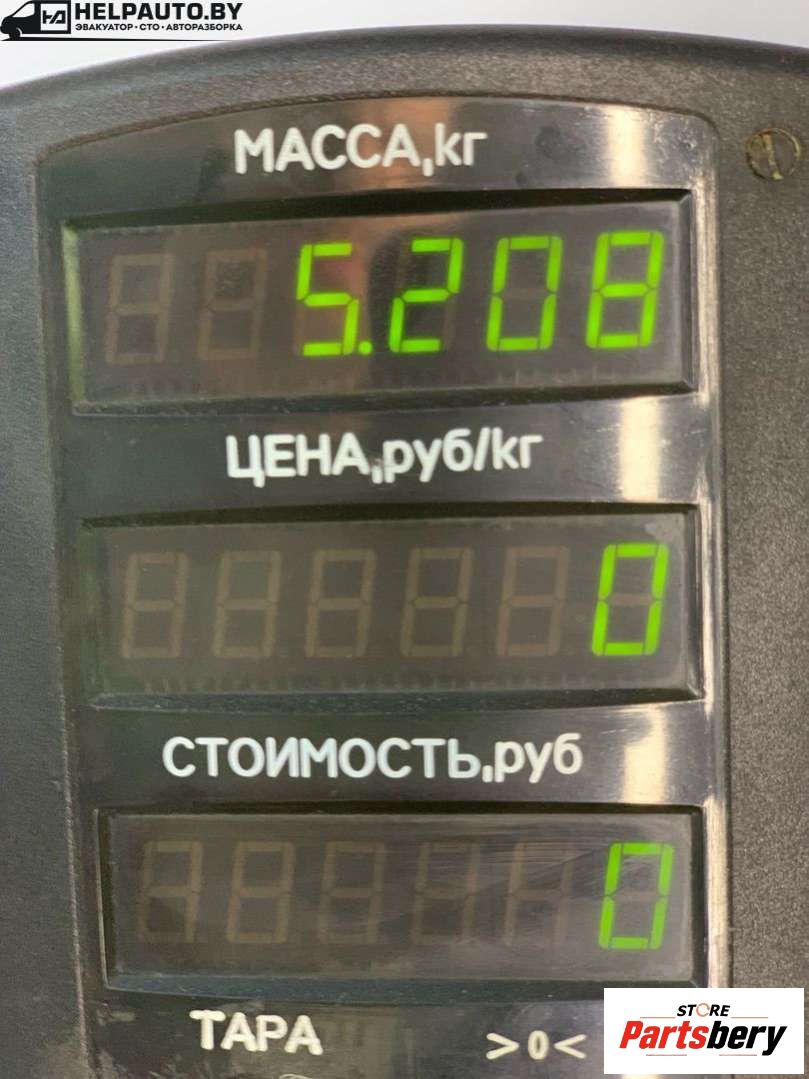 HELPAUTO.BY
ЭВАКУАТОР • СТО • АВТОРАЗБОРКА
МАССА,кг
5.208
ЦЕНА,руб/кг
0
СТОИМОСТЬ,руб
0
ТАРА >0<
STORE
Partsbery